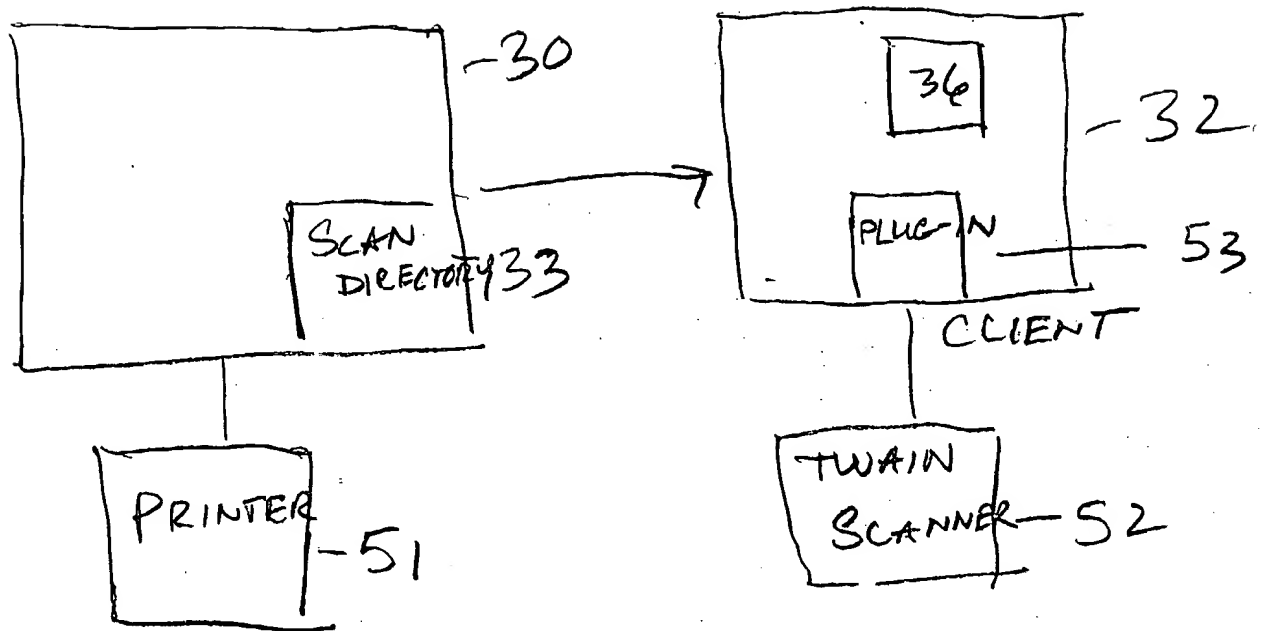 -30
SCAN
DIRECTORY 33
36
-32
PLUG-IN
53
CLIENT
PRINTER
-51
TWAIN
SCANNER-52